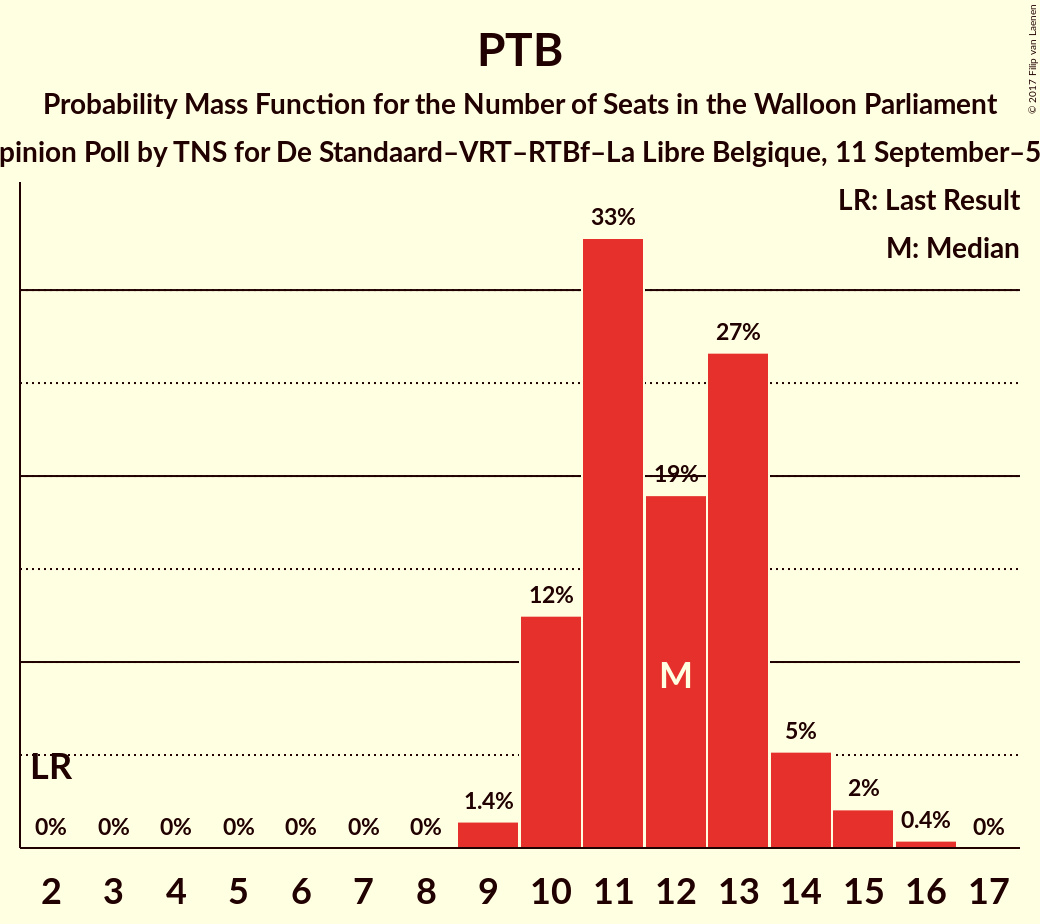 PTB
Probability Mass Function for the Number of Seats in the Walloon Parliament
pinion Poll by TNS for De Standaard–VRT–RTBf–La Libre Belgique, 11 September–5
© 2017 Filip van Laenen
LR: Last Result
M: Median
33%
27%
19%
12%
M
5%
LR
2%
1.4%
0.4%
0% 0% 0% 0% 0% 0% 0% 0%
2 3 4 5 6 7 8 9 10 11 12 13 14 15 16 17